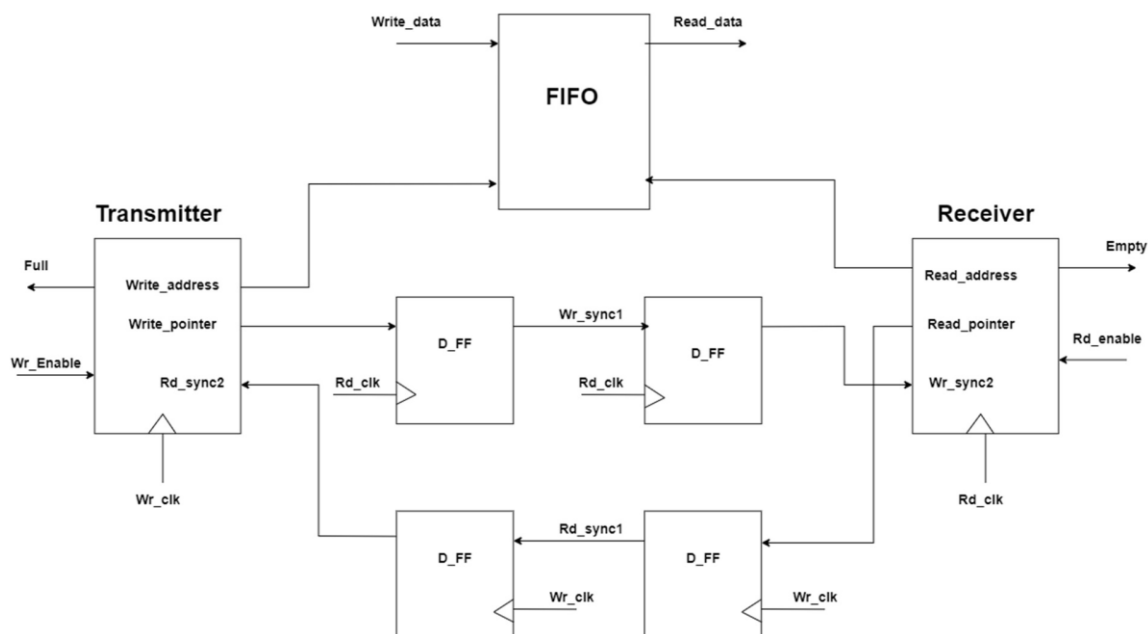 Write_data
Read_data
FIFO
Transmitter
Receiver
Full
Empty
Write_address
Read_address
Write_pointer
Wr_sync1
Read_pointer
D_FF
D_FF
Wr_Enable
Rd_enable
Rd_sync2
Rd_clk
Rd_clk
Wr_sync2
Wr_clk
Rd_clk
Rd_sync1
D_FF
D_FF
Wr_clk
Wr_clk